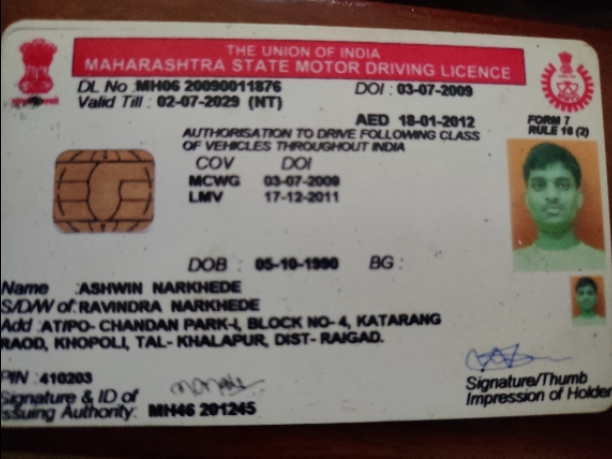 THE UNION OF INDIA
MAHARASHTRA STATE MOTOR DRIVING LICENCE
DL No : MH06 20090011876 DOI : 03-07-2009
Valid Till : 02-07-2029 (NT)
AED 18-01-2012
FORM 7
RULE 16 (2)
AUTHORISATION TO DRIVE FOLLOWING CLASS
OF VEHICLES THROUGHOUT INDIA
COV DOI
MCWG 03-07-2009
LMV 17-12-2011
DOB : 05-10-1990 BG :
Name : ASHWIN NARKHEDE
S/D/W of : RAVINDRA NARKHEDE
Add : AT/PO- CHANDAN PARK-I, BLOCK NO- 4, KATARANG
RAOD, KHOPOLI, TAL- KHALAPUR, DIST- RAIGAD.
PIN : 410203
Signature & ID of
Issuing Authority: MH46 201245
Signature/Thumb
Impression of Holder